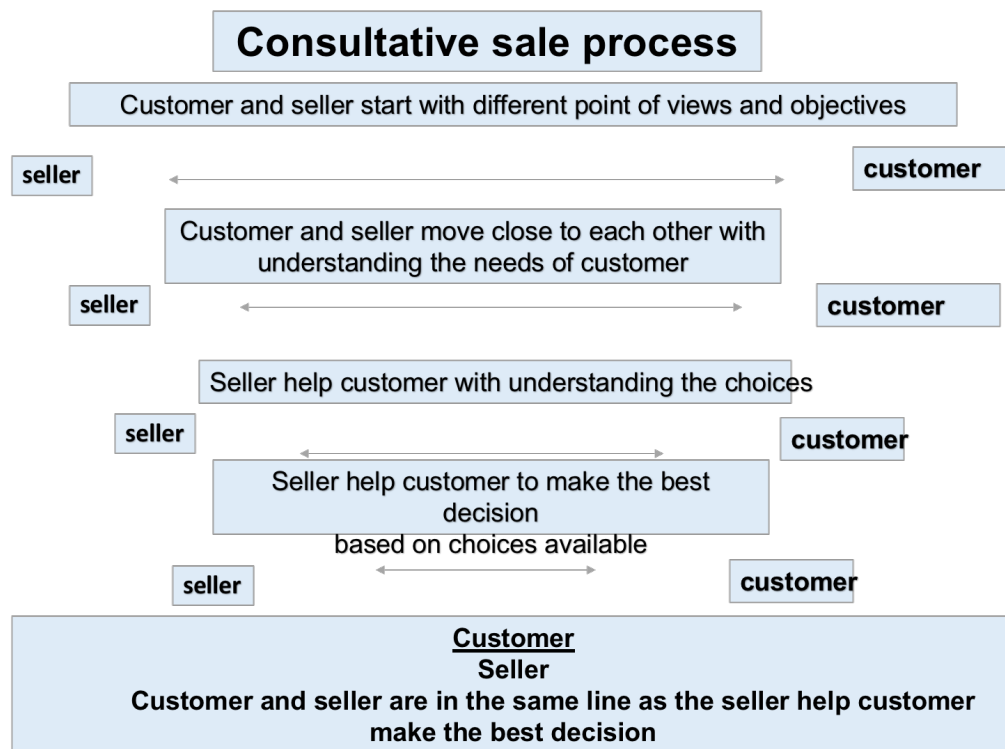 Consultative sale process
Customer and seller start with different point of views and objectives
seller
customer
Customer and seller move close to each other with
understanding the needs of customer
seller
customer
Seller help customer with understanding the choices
seller
customer
Seller help customer to make the best
decision
based on choices available
seller
customer
Customer
Seller
Customer and seller are in the same line as the seller help customer
make the best decision